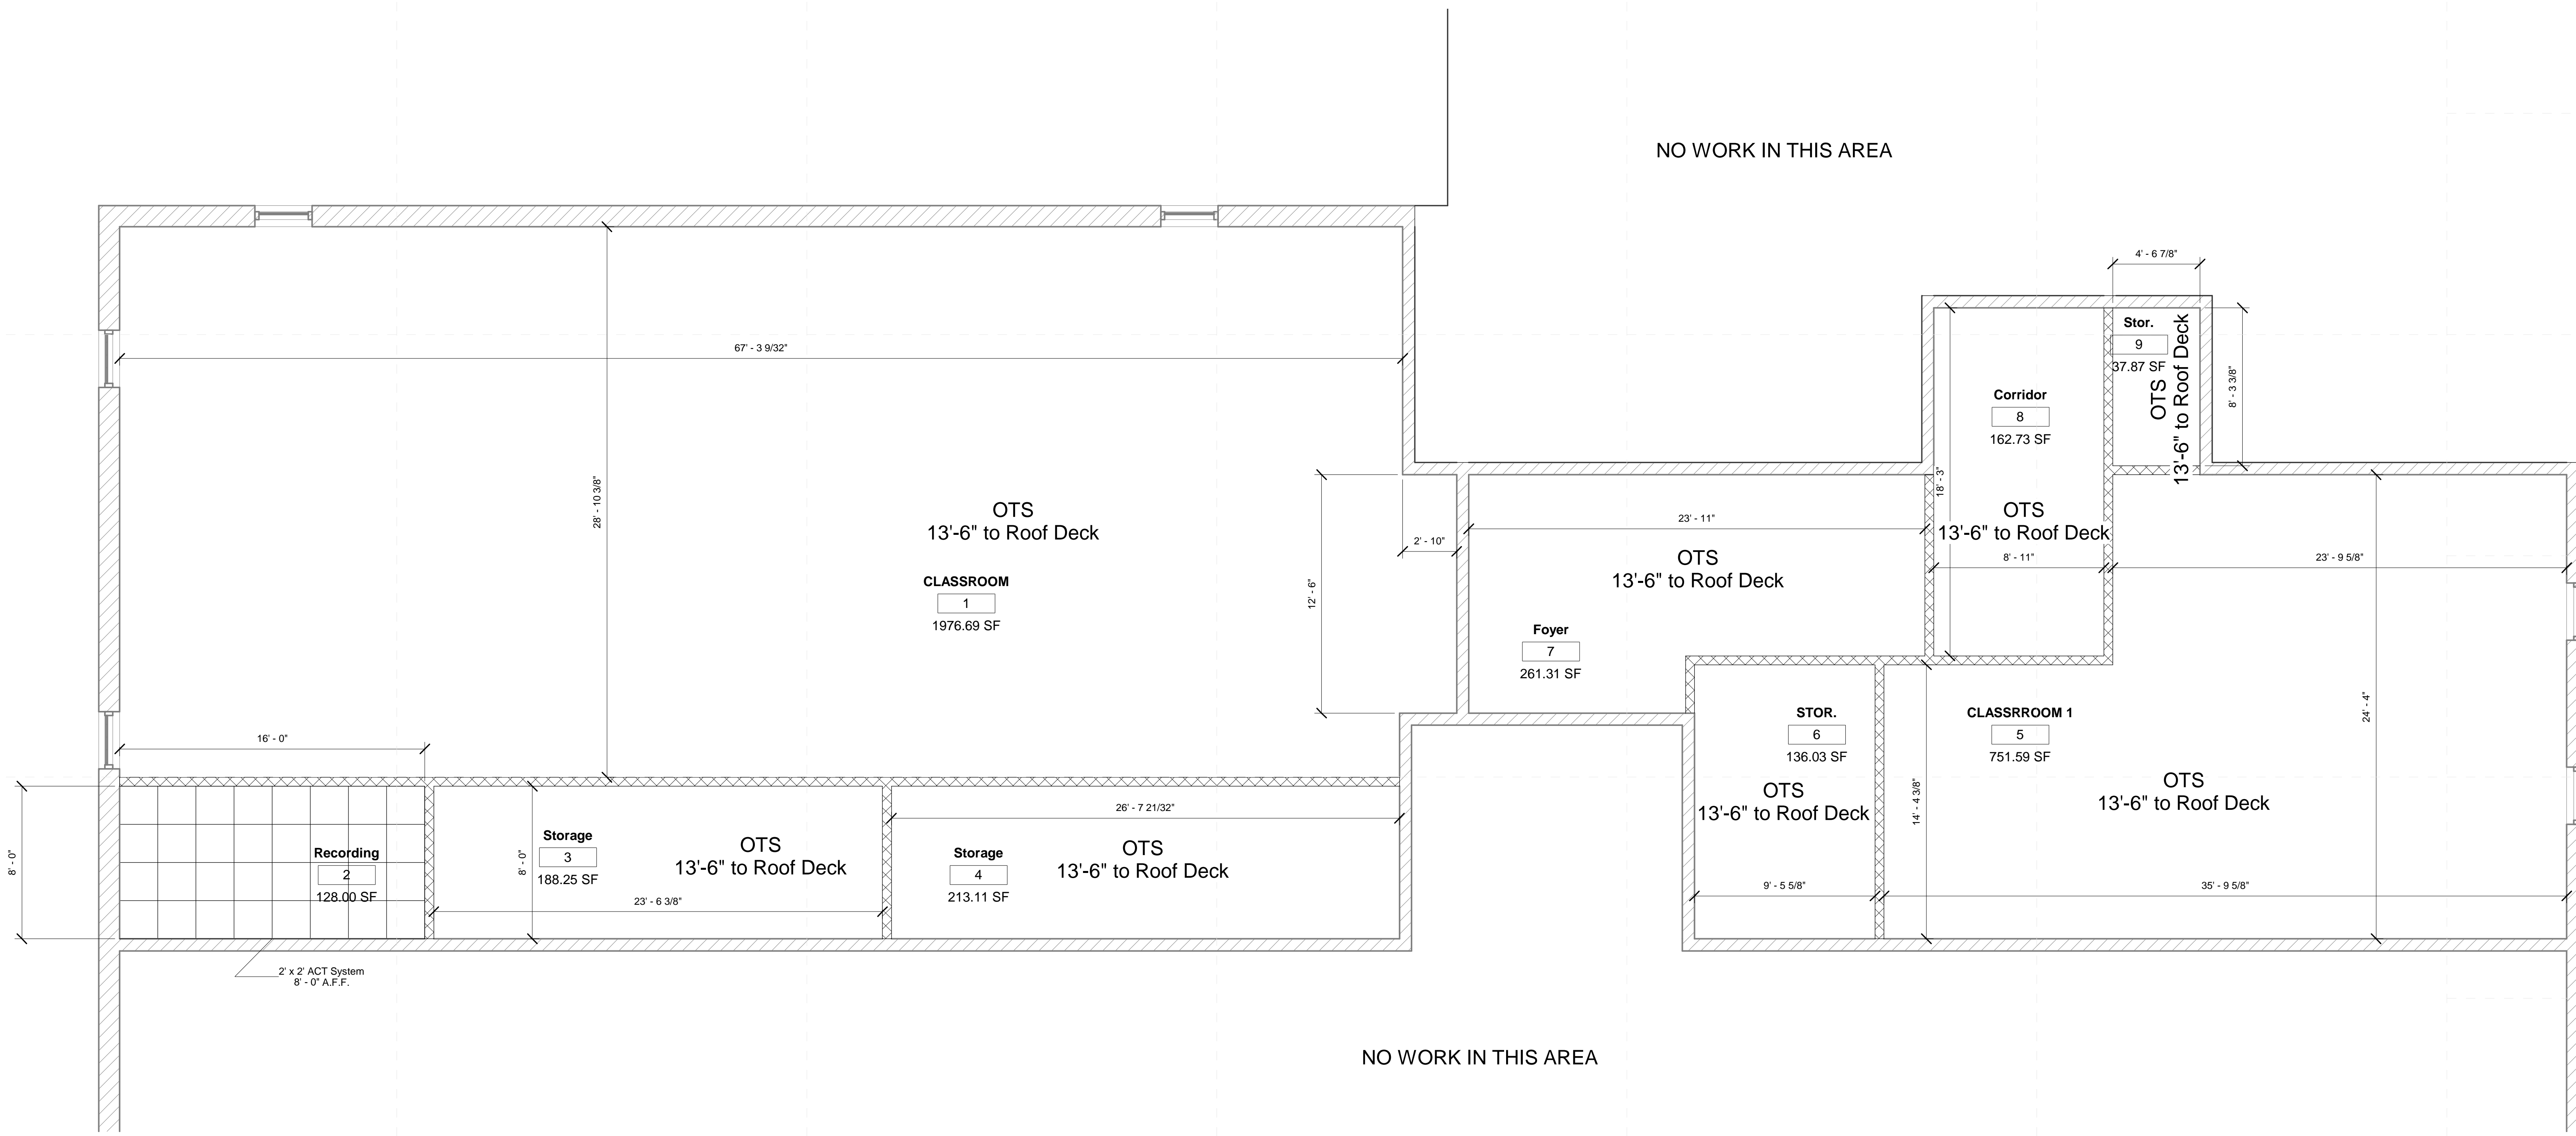 NO WORK IN THIS AREA
4' - 6 7/8"
67' - 3 9/32"
28' - 10 3/8"
OTS
13'-6" to Roof Deck
CLASSROOM
1
1976.69 SF
12' - 6"
2' - 10"
23' - 11"
OTS
13'-6" to Roof Deck
Foyer
7
261.31 SF
Corridor
8
162.73 SF
18' - 3"
OTS
13'-6" to Roof Deck
8' - 11"
Stor.
9
37.87 SF
OTS
13'-6" to Roof Deck
8' - 3 3/8"
23' - 9 5/8"
24' - 4"
16' - 0"
8' - 0"
Recording
2
128.00 SF
2' x 2' ACT System
8' - 0" A.F.F.
Storage
3
188.25 SF
8' - 0"
23' - 6 3/8"
OTS
13'-6" to Roof Deck
26' - 7 21/32"
Storage
4
213.11 SF
OTS
13'-6" to Roof Deck
STOR.
6
136.03 SF
OTS
13'-6" to Roof Deck
9' - 5 5/8"
CLASSRROOM 1
5
751.59 SF
14' - 4 3/8"
OTS
13'-6" to Roof Deck
35' - 9 5/8"
NO WORK IN THIS AREA